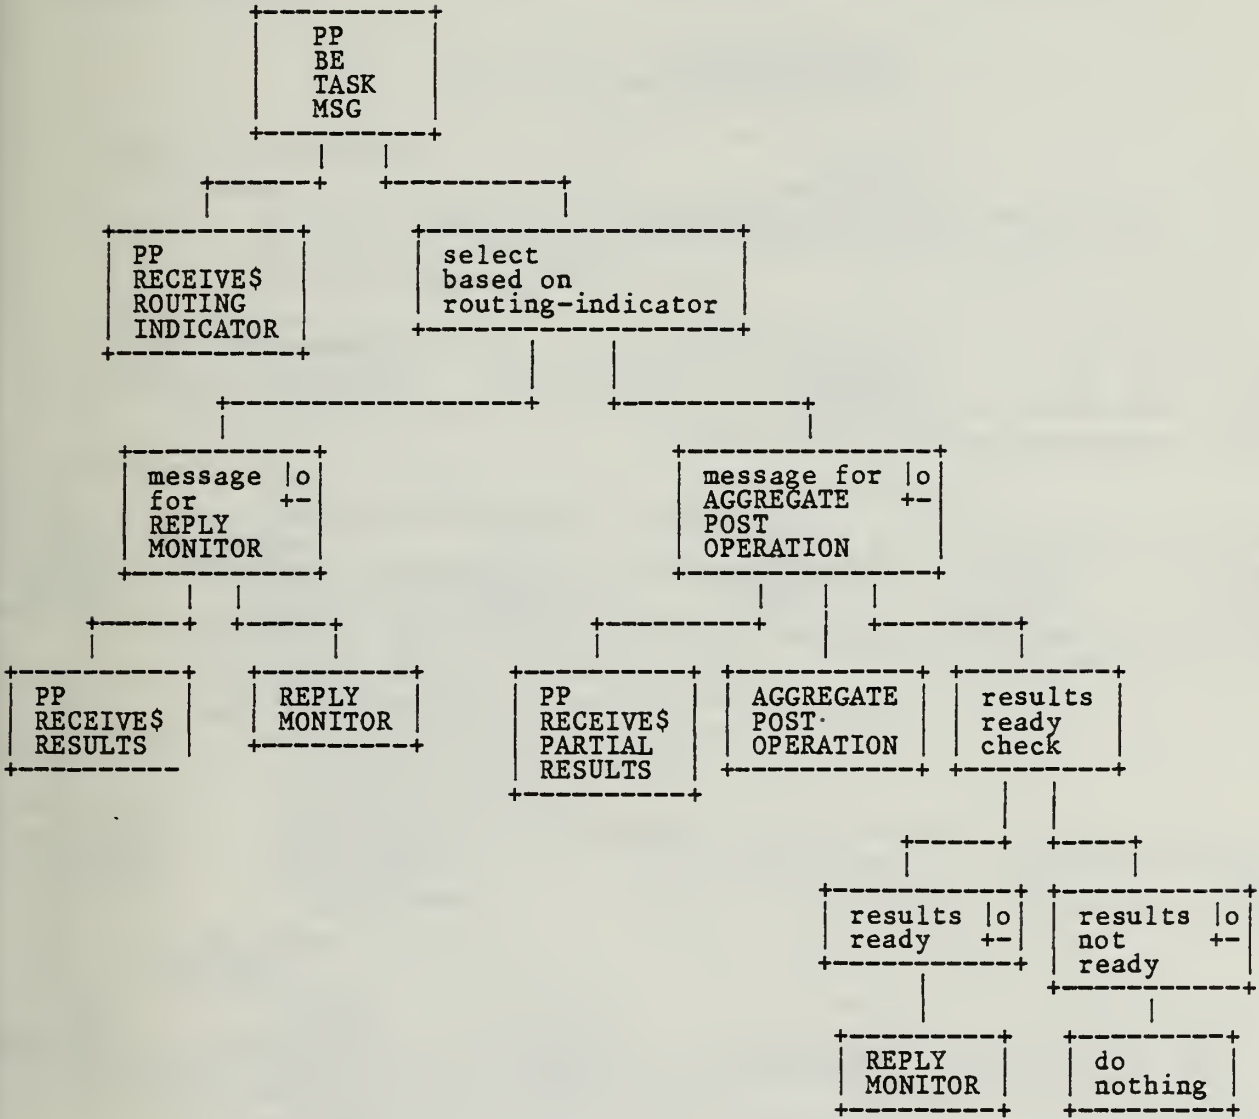 PP
BE
TASK
MSG
PP
RECEIVE$
ROUTING
INDICATOR
select
based on
routing-indicator
message |o
for +-
REPLY
MONITOR
message for |o
AGGREGATE +-
POST
OPERATION
PP
RECEIVE$
RESULTS
REPLY
MONITOR
PP
RECEIVE$
PARTIAL
RESULTS
AGGREGATE
POST
OPERATION
results
ready
check
results |o
ready +-
results |o
not +-
ready
REPLY
MONITOR
do
nothing